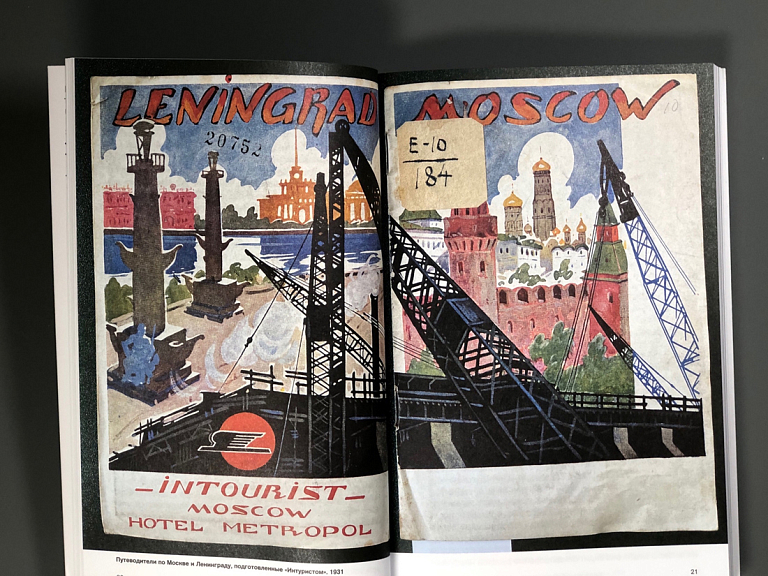 LENINGRAD
20752
MOSCOW
10
E-10
184
–INTOURIST–
MOSCOW
HOTEL METROPOL
Путеводители по Москве и Ленинграду, подготовленные «Интуристом». 1931
21